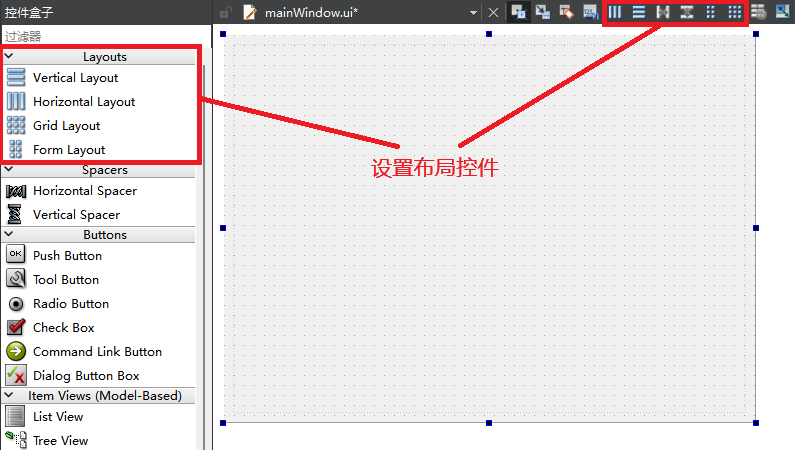 控件盒子
mainWindow.ui*
过滤器
Layouts
Vertical Layout
Horizontal Layout
Grid Layout
Form Layout
设置布局控件
Spacers
Horizontal Spacer
Vertical Spacer
Buttons
OK
Push Button
Tool Button
Radio Button
Check Box
Command Link Button
Dialog Button Box
Item Views (Model-Based)
List View
Tree View